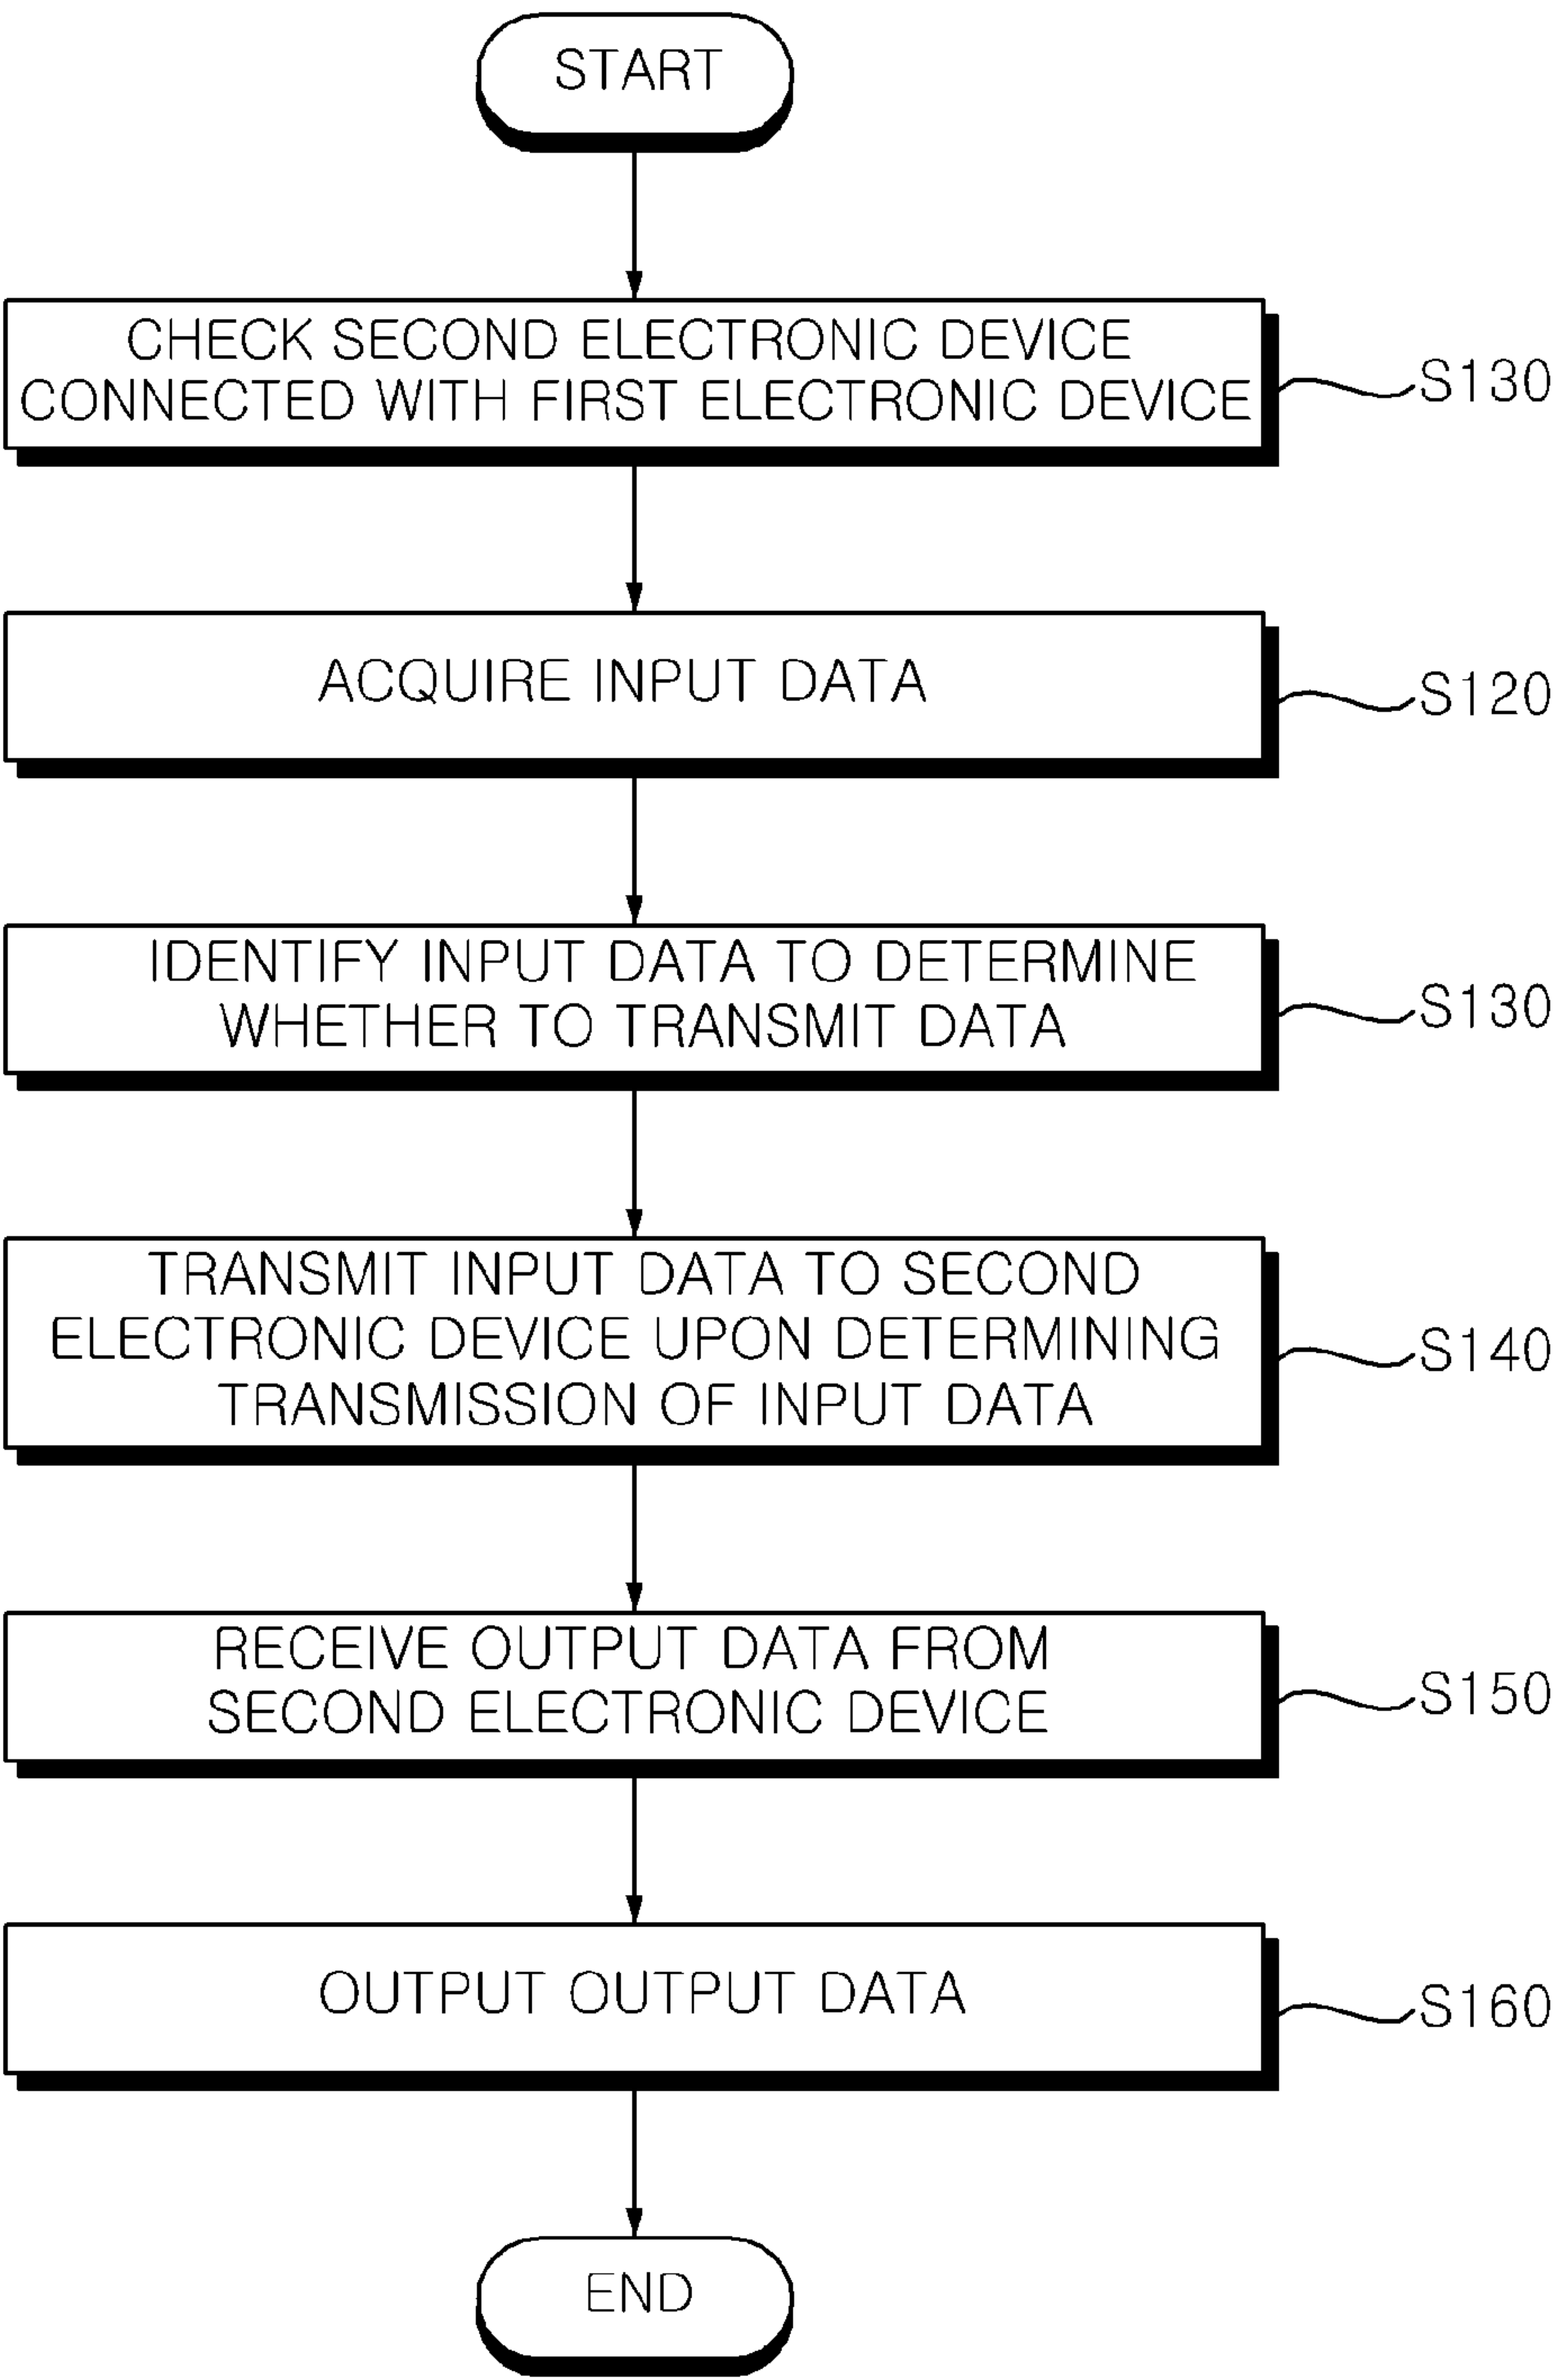 START
CHECK SECOND ELECTRONIC DEVICE
CONNECTED WITH FIRST ELECTRONIC DEVICE
S130
ACQUIRE INPUT DATA
S120
IDENTIFY INPUT DATA TO DETERMINE
WHETHER TO TRANSMIT DATA
S130
TRANSMIT INPUT DATA TO SECOND
ELECTRONIC DEVICE UPON DETERMINING
TRANSMISSION OF INPUT DATA
S140
RECEIVE OUTPUT DATA FROM
SECOND ELECTRONIC DEVICE
S150
OUTPUT OUTPUT DATA
S160
END